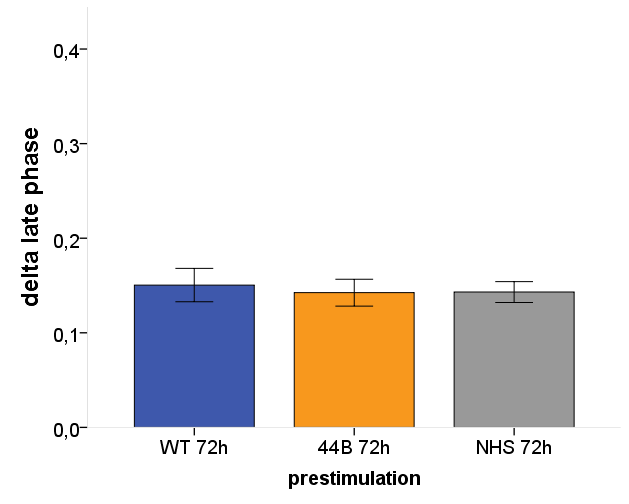 delta late phase
0,4
0,3
0,2
0,1
0,0
WT 72h
44B 72h
NHS 72h
prestimulation